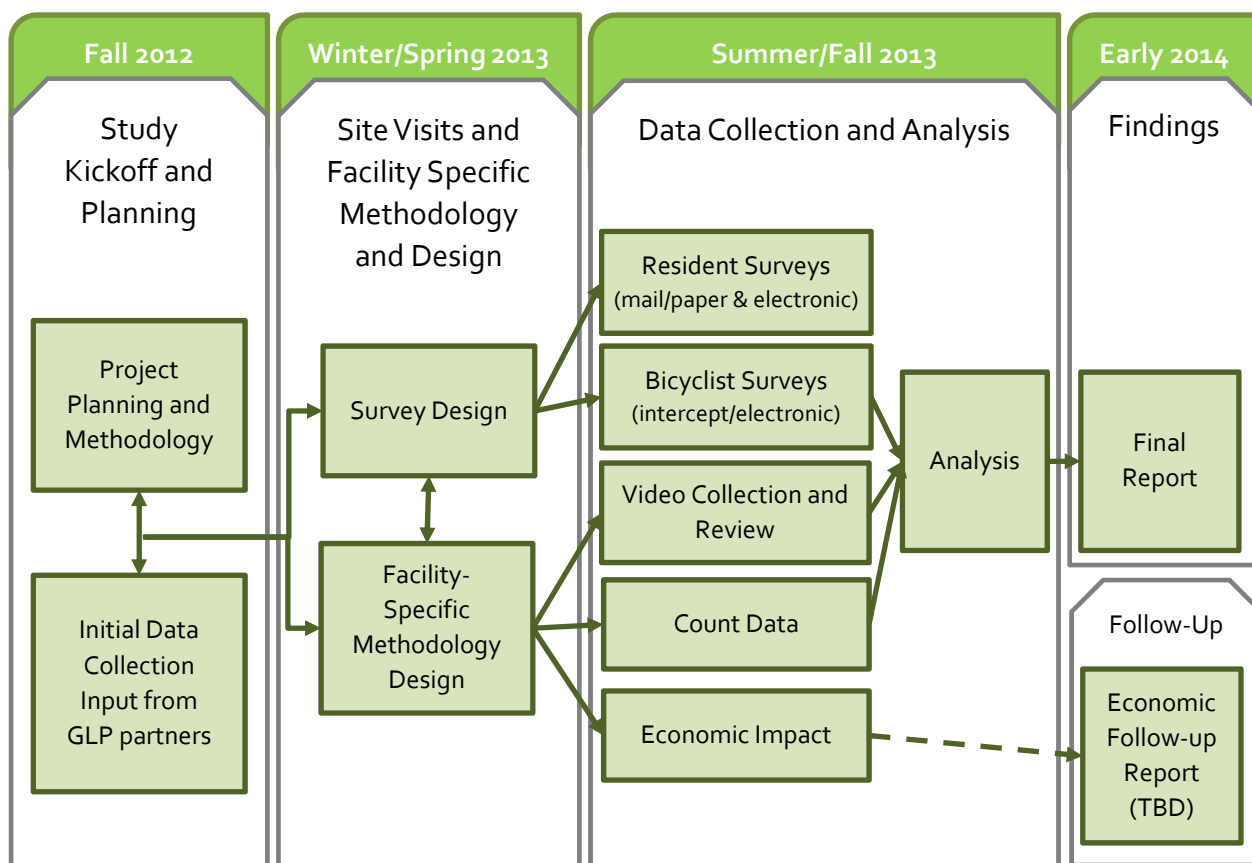 Fall 2012
Study
Kickoff and
Planning
Project
Planning and
Methodology
Initial Data
Collection
Input from
GLP partners
Winter/Spring 2013
Site Visits and
Facility Specific
Methodology
and Design
Survey Design
Facility-
Specific
Methodology
Design
Summer/Fall 2013
Data Collection and Analysis
Resident Surveys
(mail/paper & electronic)
Bicyclist Surveys
(intercept/electronic)
Video Collection and
Review
Count Data
Economic Impact
Analysis
Early 2014
Findings
Final
Report
Follow-Up
Economic
Follow-up
Report
(TBD)